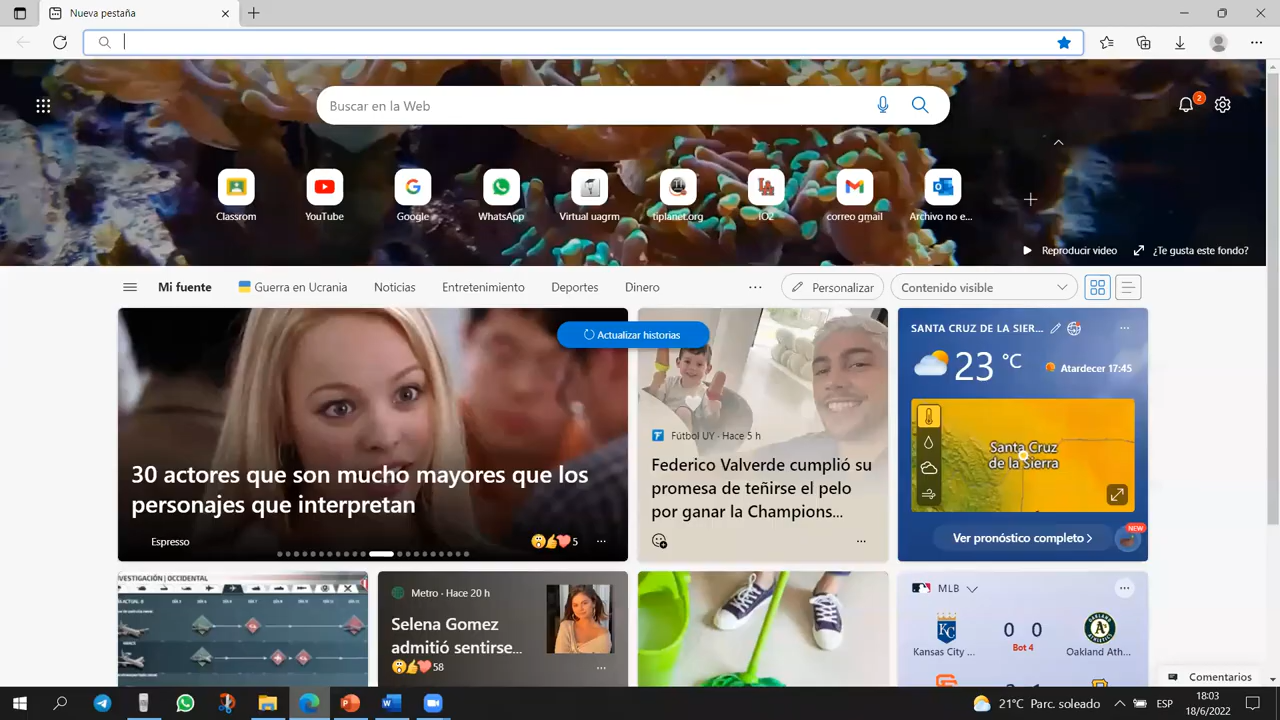 Nueva pestaña
Buscar en la Web
2
Classrom
YouTube
Google
WhatsApp
Virtual uagrm
tiplanet.org
IO2
correo gmail
Archivo no e...
Reproducir video
¿Te gusta este fondo?
Mi fuente
Guerra en Ucrania
Noticias
Entretenimiento
Deportes
Dinero
Personalizar
Contenido visible
Actualizar historias
30 actores que son mucho mayores que los
personajes que interpretan
Espresso
5
Fútbol UY · Hace 5 h
Federico Valverde cumplió su
promesa de teñirse el pelo
por ganar la Champions...
SANTA CRUZ DE LA SIER...
23 °C
Atardecer 17:45
Santa Cruz
de la Sierra
Ver pronóstico completo
NEW
NVESTIGACIÓN | OCCIDENTAL
Metro · Hace 20 h
Selena Gomez
admitió sentirse...
58
MLB
KC
Kansas City ...
0 0
Bot 4
Oakland Ath...
Comentarios
21°C Parc. soleado
ESP
18:03
18/6/2022